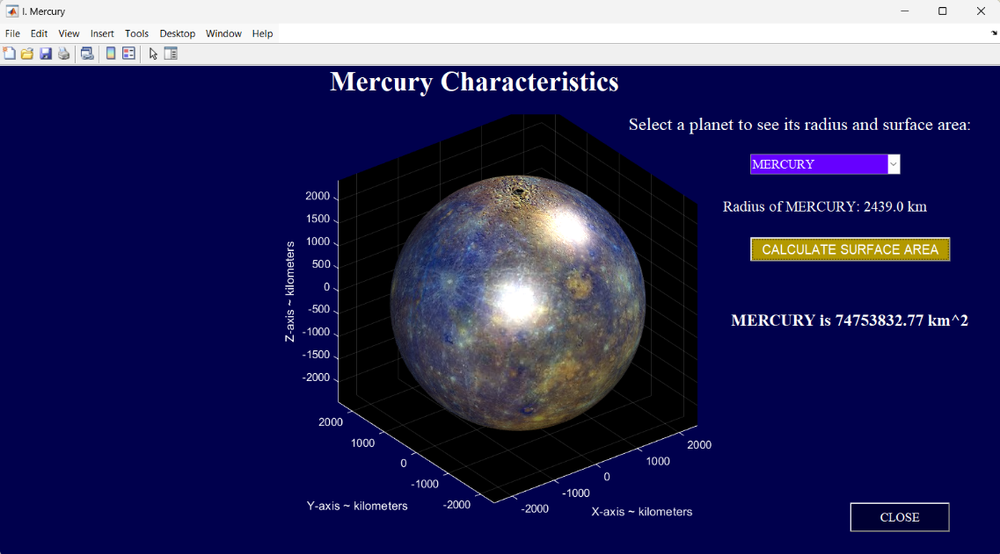 I. Mercury
File Edit View Insert Tools Desktop Window Help
Mercury Characteristics
Select a planet to see its radius and surface area:
MERCURY
Radius of MERCURY: 2439.0 km
CALCULATE SURFACE AREA
MERCURY is 74753832.77 km^2
Z-axis ~ kilometers
2000
1500
1000
500
0
-500
-1000
-1500
-2000
2000
1000
0
-1000
-2000
Y-axis ~ kilometers
-2000
-1000
0
1000
2000
X-axis ~ kilometers
CLOSE